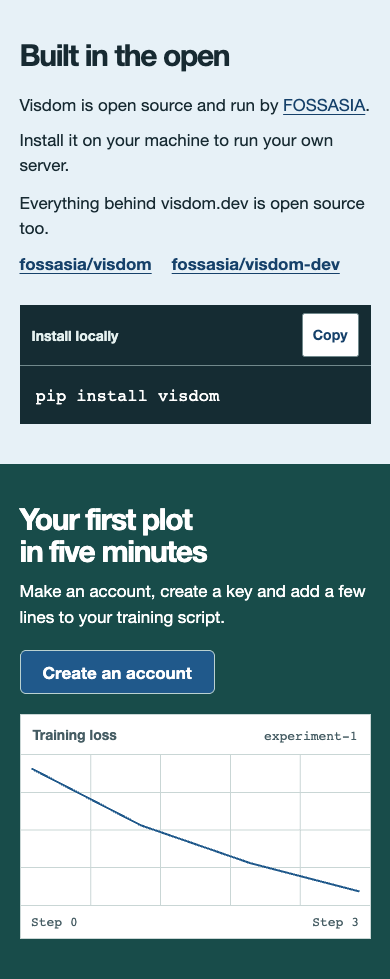 Built in the open
Visdom is open source and run by FOSSASIA.
Install it on your machine to run your own
server.
Everything behind visdom.dev is open source
too.
fossasia/visdom fossasia/visdom-dev
Install locally Copy
pip install visdom
Your first plot
in five minutes
Make an account, create a key and add a few
lines to your training script.
Create an account
Training loss experiment-1
Step 0 Step 3